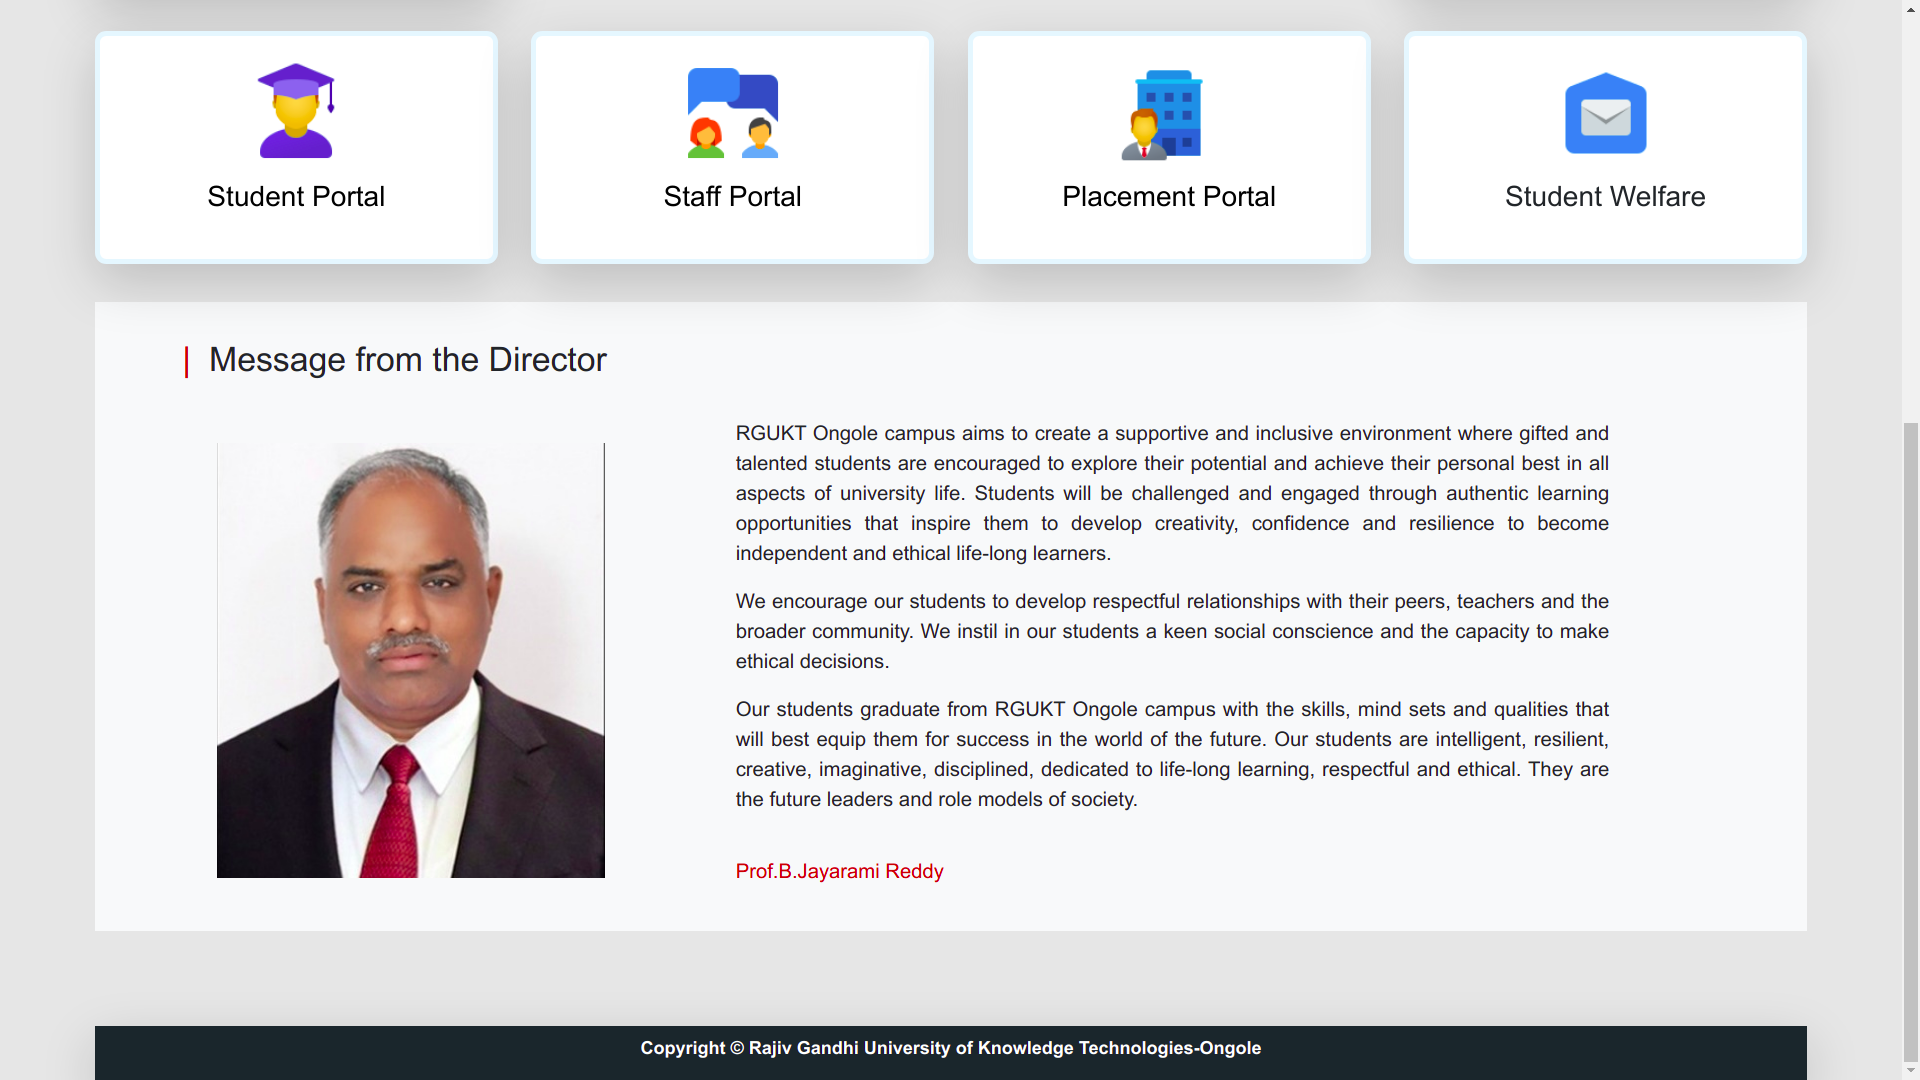 Student Portal
Staff Portal
Placement Portal
Student Welfare
Message from the Director
RGUKT Ongole campus aims to create a supportive and inclusive environment where gifted and
talented students are encouraged to explore their potential and achieve their personal best in all
aspects of university life. Students will be challenged and engaged through authentic learning
opportunities that inspire them to develop creativity, confidence and resilience to become
independent and ethical life-long learners.
We encourage our students to develop respectful relationships with their peers, teachers and the
broader community. We instil in our students a keen social conscience and the capacity to make
ethical decisions.
Our students graduate from RGUKT Ongole campus with the skills, mind sets and qualities that
will best equip them for success in the world of the future. Our students are intelligent, resilient,
creative, imaginative, disciplined, dedicated to life-long learning, respectful and ethical. They are
the future leaders and role models of society.
Prof.B.Jayarami Reddy
Copyright © Rajiv Gandhi University of Knowledge Technologies-Ongole